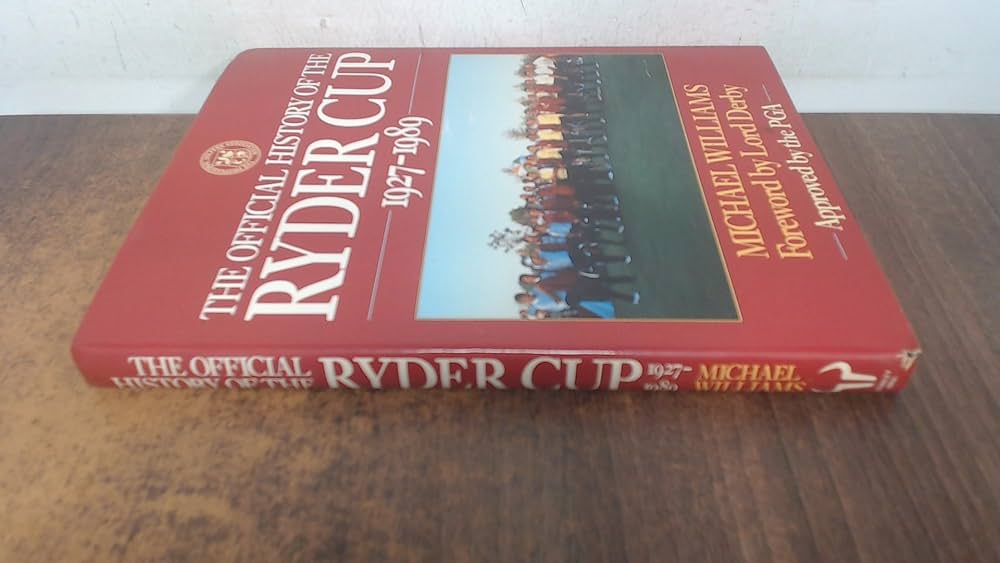 THE OFFICIAL HISTORY OF THE
RYDER CUP
1927-1989
MICHAEL WILLIAMS
Foreword by Lord Derby
Approved by the PGA
THE OFFICIAL
HISTORY OF THE
RYDER CUP
1927-
1989
MICHAEL
WILLIAMS